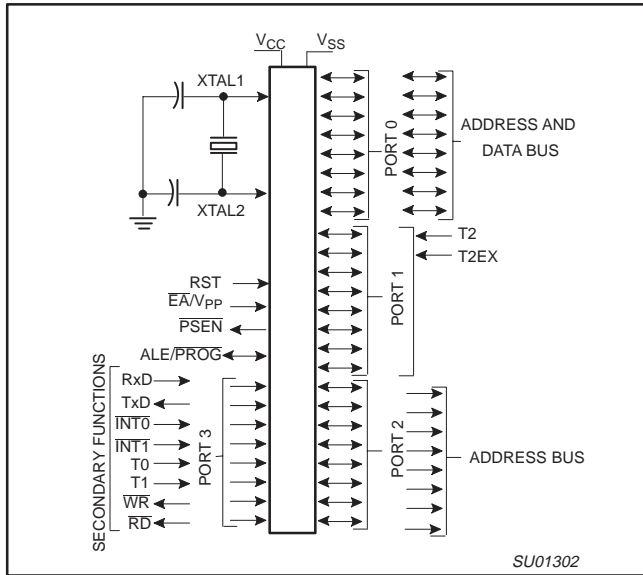 VCC
VSS
XTAL1
XTAL2
PORT 0
ADDRESS AND
DATA BUS
T2
T2EX
PORT 1
RST
EA/VPP
PSEN
ALE/PROG
SECONDARY FUNCTIONS
RxD
TxD
INT0
INT1
T0
T1
WR
RD
PORT 3
PORT 2
ADDRESS BUS
SU01302